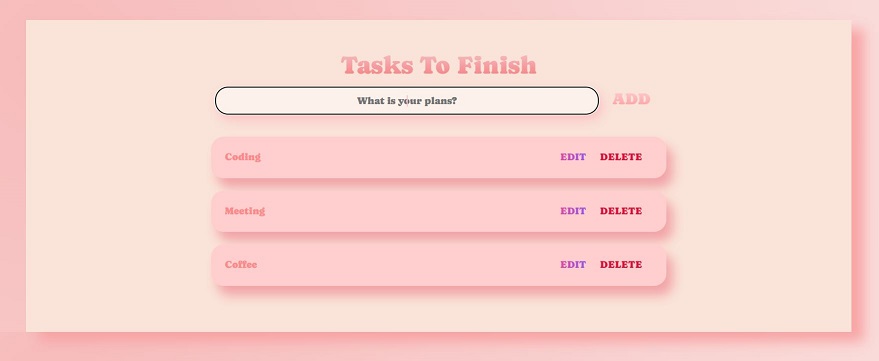 Tasks To Finish
What is your plans? ADD
Coding EDIT DELETE
Meeting EDIT DELETE
Coffee EDIT DELETE